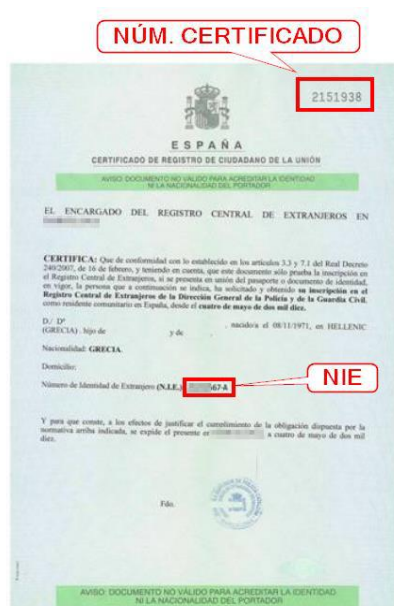 NÚM. CERTIFICADO
2151938
ESPAÑA
CERTIFICADO DE REGISTRO DE CIUDADANO DE LA UNIÓN
AVISO: DOCUMENTO NO VÁLIDO PARA ACREDITAR LA IDENTIDAD
NI LA NACIONALIDAD DEL PORTADOR
EL ENCARGADO DEL REGISTRO CENTRAL DE EXTRANJEROS EN
CERTIFICA: Que de conformidad con lo establecido en los artículos 3.3 y 7.1 del Real Decreto
240/2007, de 16 de febrero, y teniendo en cuenta, que este documento sólo prueba la inscripción en
el Registro Central de Extranjeros, si se presenta en unión del pasaporte o documento de identidad,
en vigor, la persona que a continuación se indica, ha solicitado y obtenido su inscripción en el
Registro Central de Extranjeros de la Dirección General de la Policía y de la Guardia Civil,
como residente comunitario en España, desde el cuatro de mayo de dos mil diez.
D./ Dª , nacido/a el 08/11/1971, en HELLENIC
(GRECIA) , hijo de y de
Nacionalidad: GRECIA.
Domicilio:
Número de Identidad de Extranjero (N.I.E.) 567-A
NIE
Y para que conste, a los efectos de justificar el cumplimiento de la obligación dispuesta por la
normativa arriba indicada, se expide el presente en a cuatro de mayo de dos mil
diez.
Fdo.
AVISO: DOCUMENTO NO VÁLIDO PARA ACREDITAR LA IDENTIDAD
NI LA NACIONALIDAD DEL PORTADOR